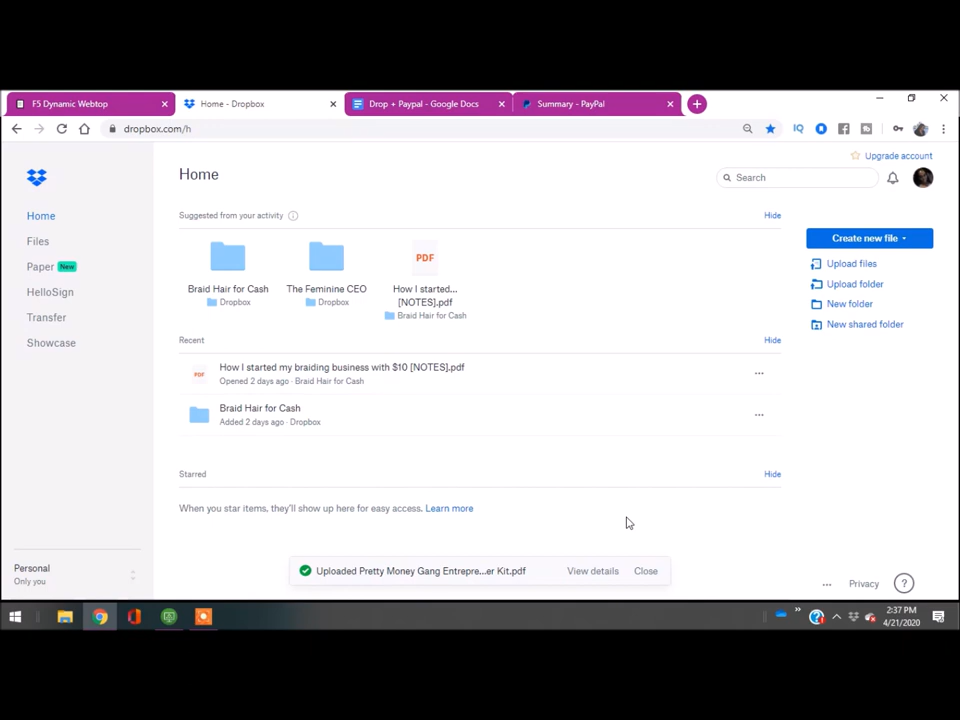 F5 Dynamic Webtop
Home - Dropbox
Drop + Paypal - Google Docs
Summary - PayPal
dropbox.com/h
IQ
Upgrade account
Home
Search
Home
Files
Paper New
HelloSign
Transfer
Showcase
Suggested from your activity
Hide
PDF
Braid Hair for Cash
Dropbox
The Feminine CEO
Dropbox
How I started...
[NOTES].pdf
Braid Hair for Cash
Create new file
Upload files
Upload folder
New folder
New shared folder
Recent
Hide
PDF
How I started my braiding business with $10 [NOTES].pdf
Opened 2 days ago · Braid Hair for Cash
Braid Hair for Cash
Added 2 days ago · Dropbox
Starred
Hide
When you star items, they'll show up here for easy access. Learn more
Personal
Only you
Uploaded Pretty Money Gang Entrepre...er Kit.pdf
View details
Close
Privacy
?
2:37 PM
4/21/2020